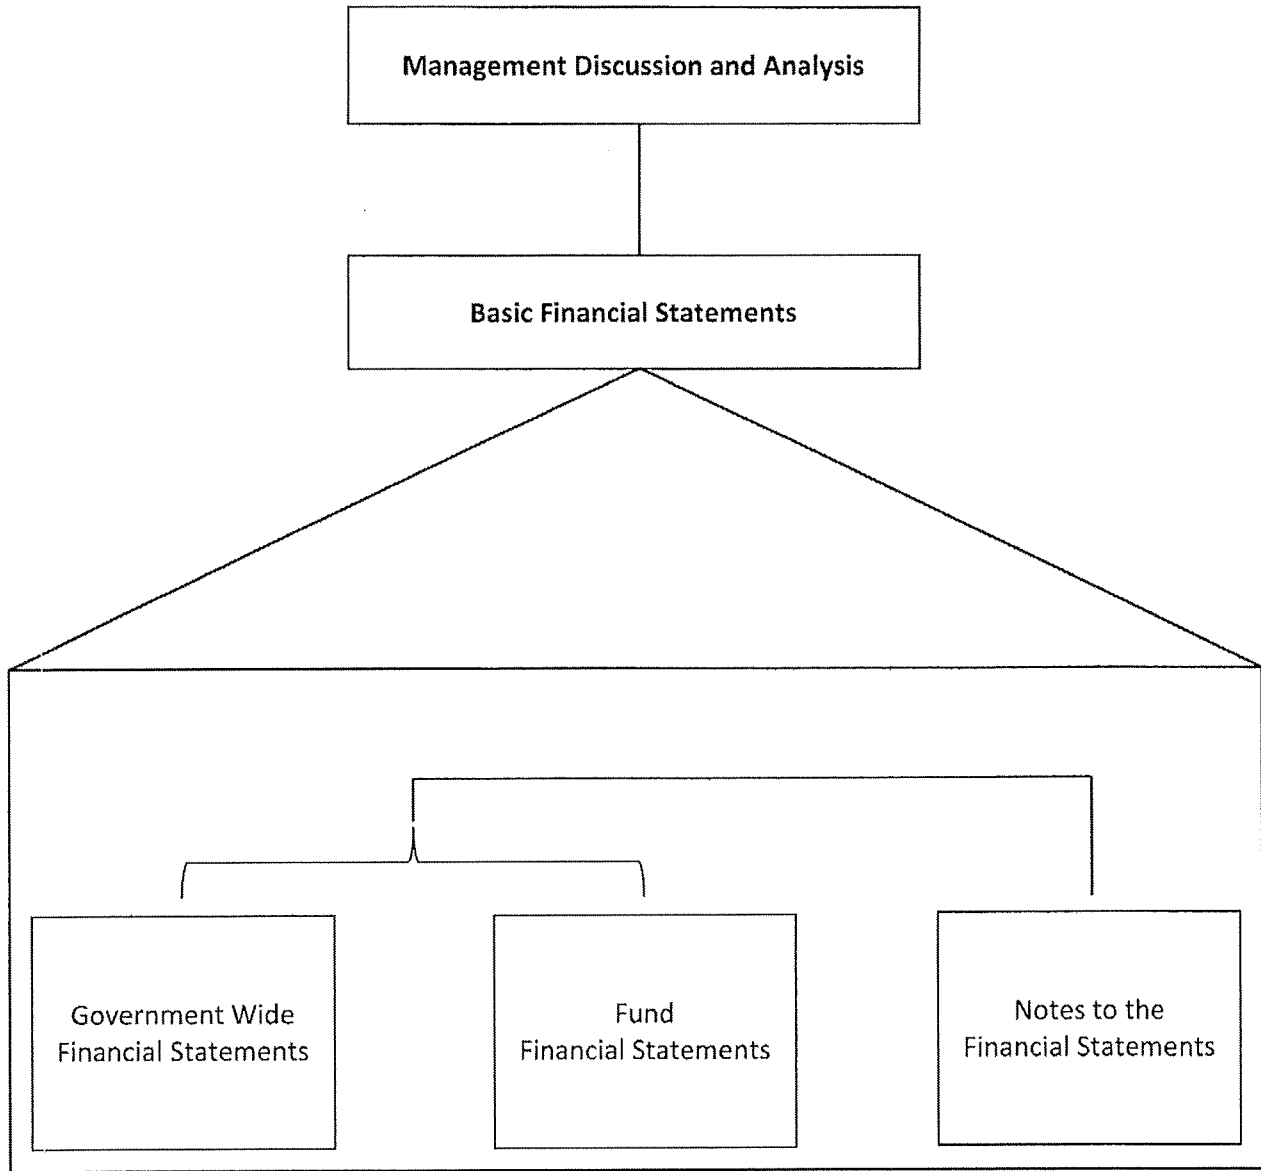 Management Discussion and Analysis
Basic Financial Statements
Government Wide
Financial Statements
Fund
Financial Statements
Notes to the
Financial Statements